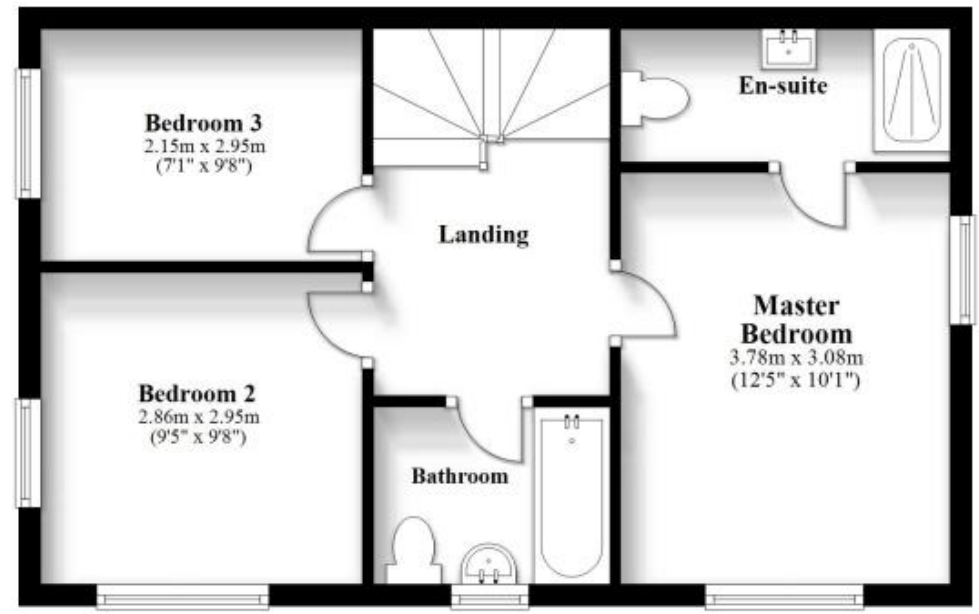 Bedroom 3
2.15m x 2.95m
(7'1" x 9'8")
En-suite
Landing
Master
Bedroom
3.78m x 3.08m
(12'5" x 10'1")
Bedroom 2
2.86m x 2.95m
(9'5" x 9'8")
Bathroom